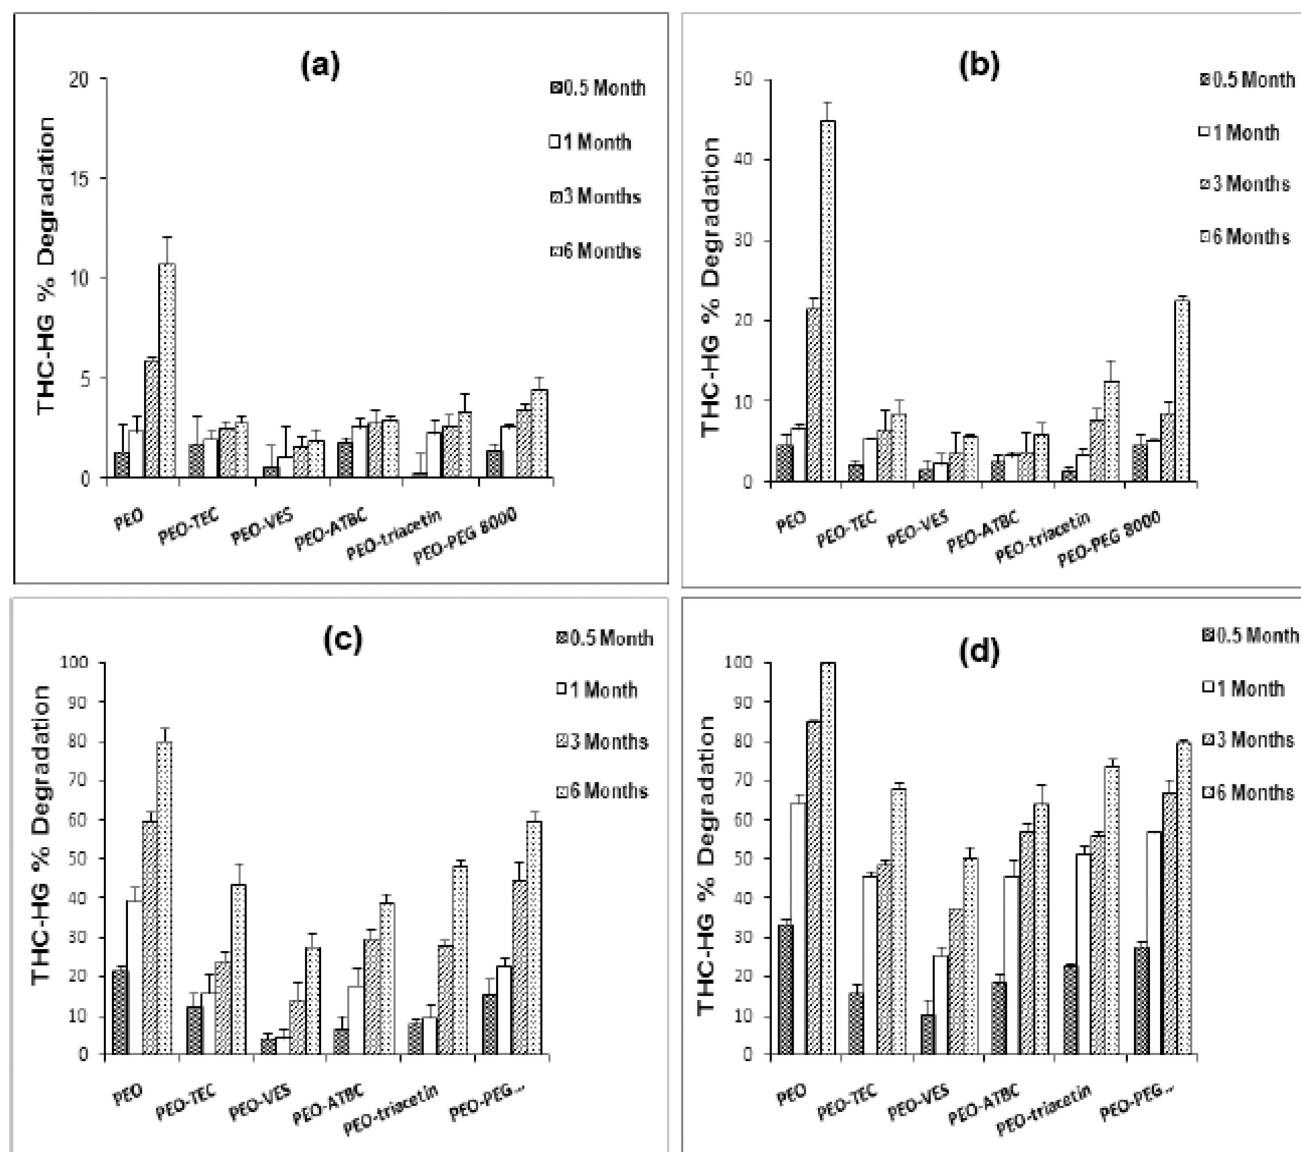 (a)
20
15
10
5
0
THC-HG % Degradation
0.5 Month
1 Month
3 Months
6 Months
PEO
PEO-TEC
PEO-VES
PEO-ATBC
PEO-triacetin
PEO-PEG 8000
(b)
50
40
30
20
10
0
THC-HG % Degradation
0.5 Month
1 Month
3 Months
6 Months
PEO
PEO-TEC
PEO-VES
PEO-ATBC
PEO-triacetin
PEO-PEG 8000
(c)
100
90
80
70
60
50
40
30
20
10
0
THC-HG % Degradation
0.5 Month
1 Month
3 Months
6 Months
PEO
PEO-TEC
PEO-VES
PEO-ATBC
PEO-triacetin
PEO-PEG...
(d)
100
90
80
70
60
50
40
30
20
10
0
THC-HG % Degradation
0.5 Month
1 Month
3 Months
6 Months
PEO
PEO-TEC
PEO-VES
PEO-ATBC
PEO-triacetin
PEO-PEG...